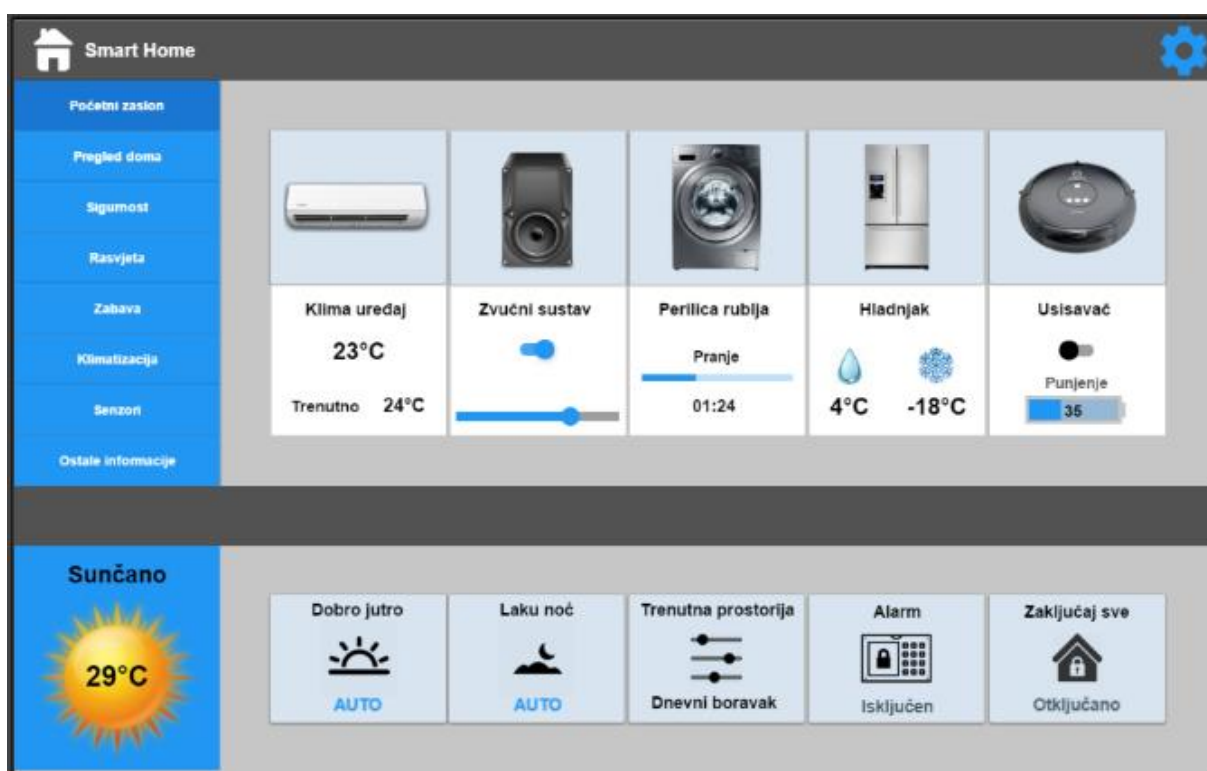 Smart Home
Početni zaslon
Pregled doma
Sigurnost
Rasvjeta
Zabava
Klimatizacija
Senzori
Ostale informacije
Klima uređaj
23°C
Trenutno 24°C
Zvučni sustav
Perilica rublja
Pranje
01:24
Hladnjak
4°C -18°C
Usisavač
Punjenje
35
Sunčano
29°C
Dobro jutro
AUTO
Laku noć
AUTO
Trenutna prostorija
Dnevni boravak
Alarm
Isključen
Zaključaj sve
Otključano